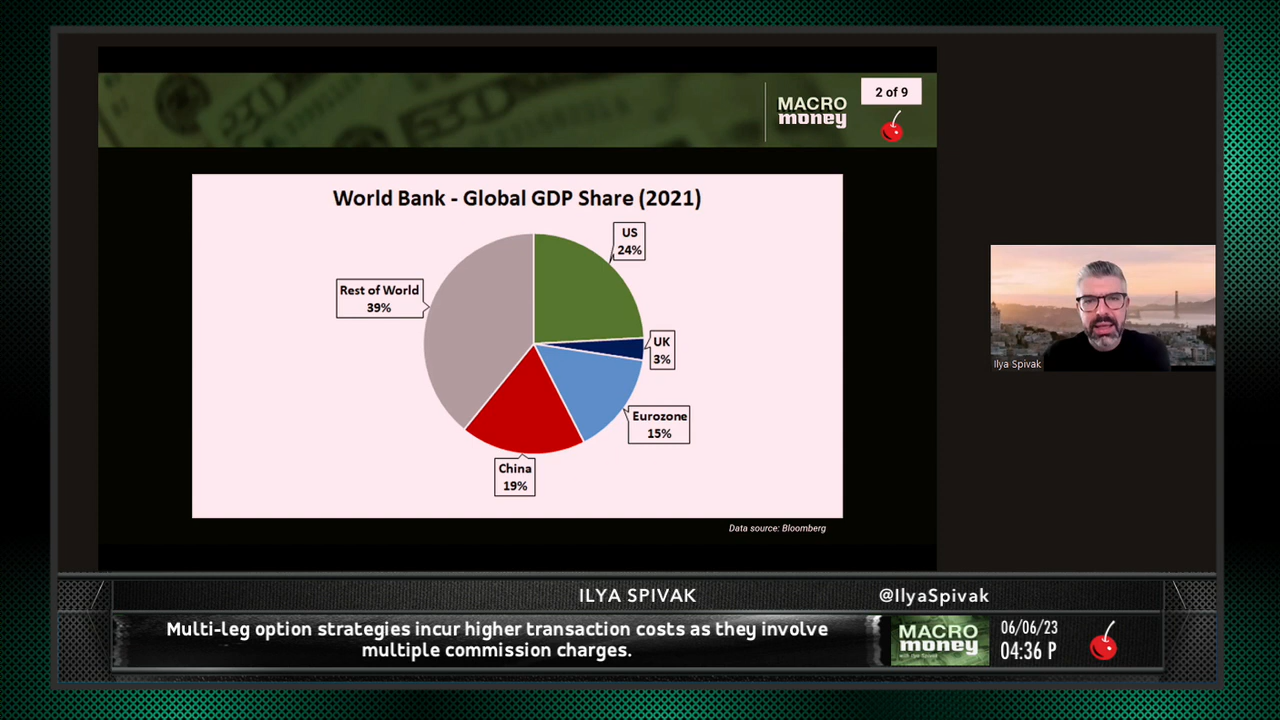 MACRO
money
2 of 9
World Bank - Global GDP Share (2021)
US
24%
Rest of World
39%
UK
3%
Eurozone
15%
China
19%
Data source: Bloomberg
Ilya Spivak
ILYA SPIVAK
@IlyaSpivak
Multi-leg option strategies incur higher transaction costs as they involve
multiple commission charges.
MACRO
money
06/06/23
04:36 P